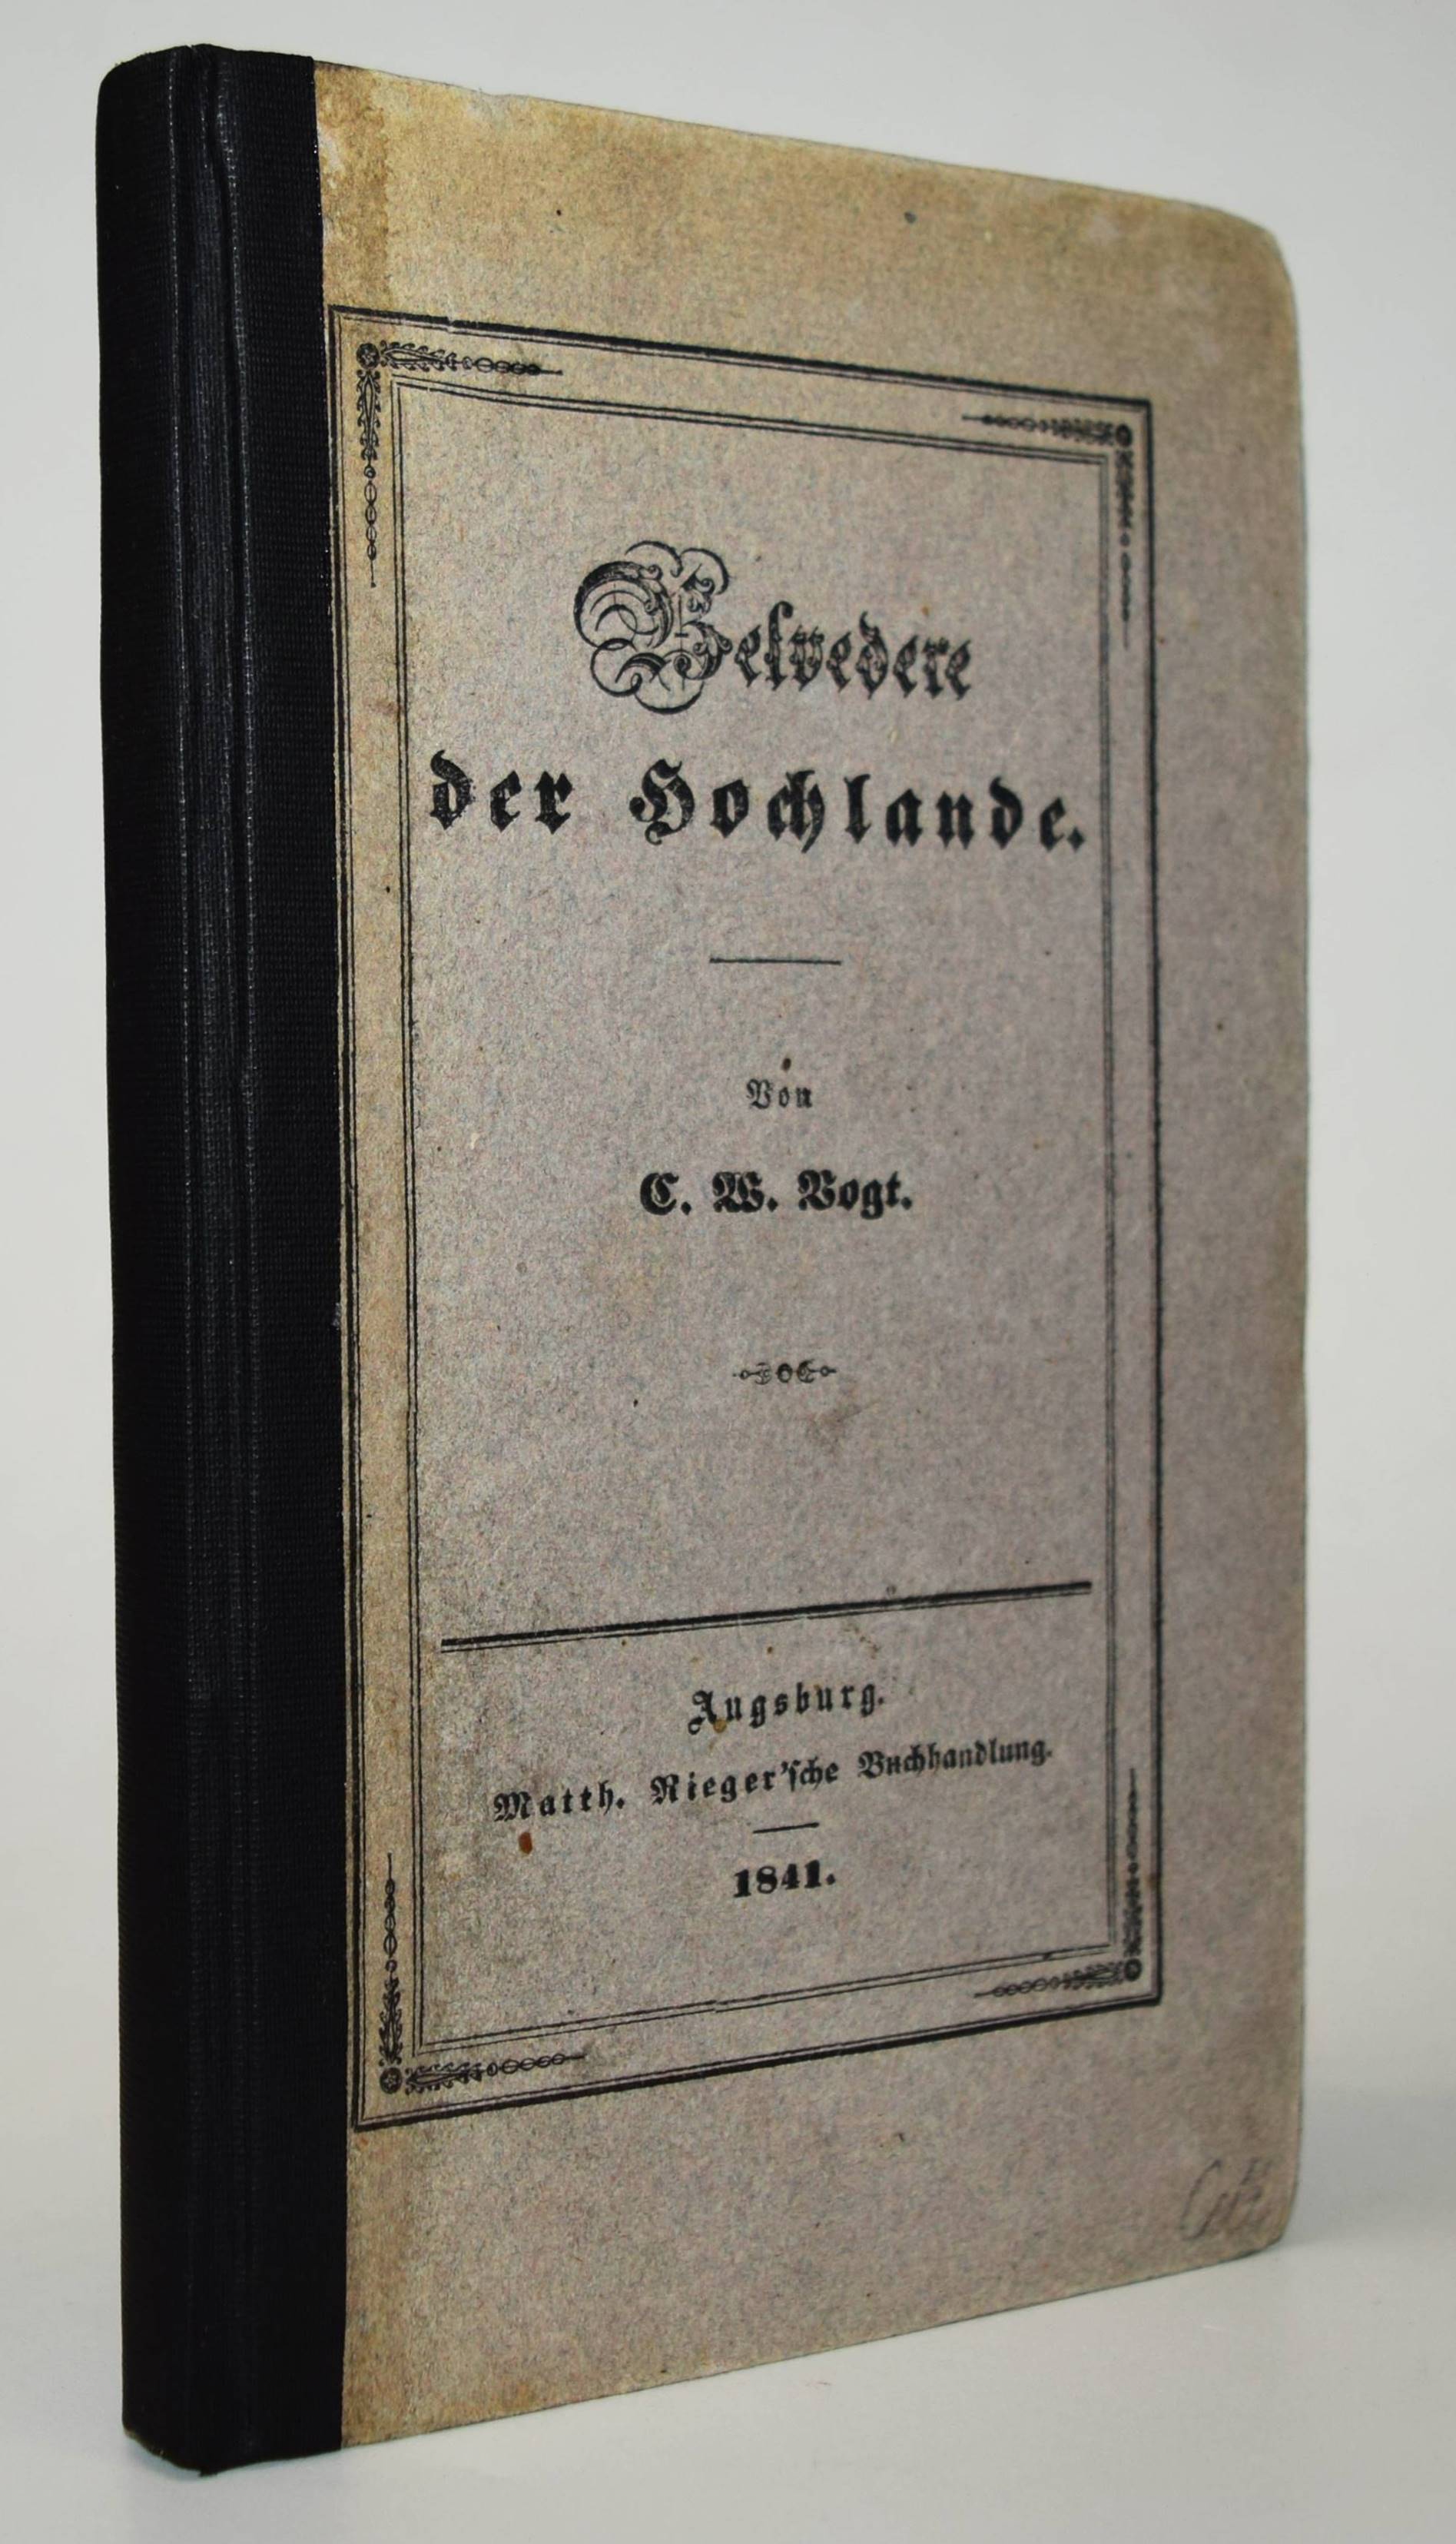 Belvedere
der Hochlande.
Von
C. W. Vogt.
Augsburg.
Matth. Rieger'sche Buchhandlung.
1841.